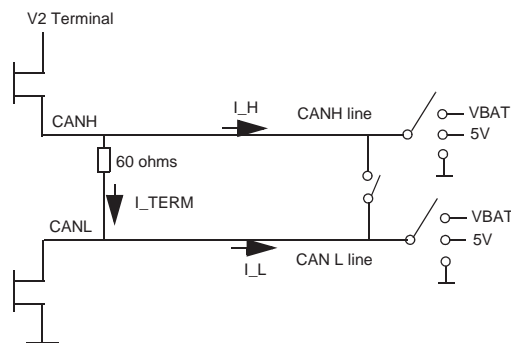 V2 Terminal
I_H
CANH line
CANH
VBAT
5V
60 ohms
I_TERM
CANL
VBAT
5V
I_L
CAN L line